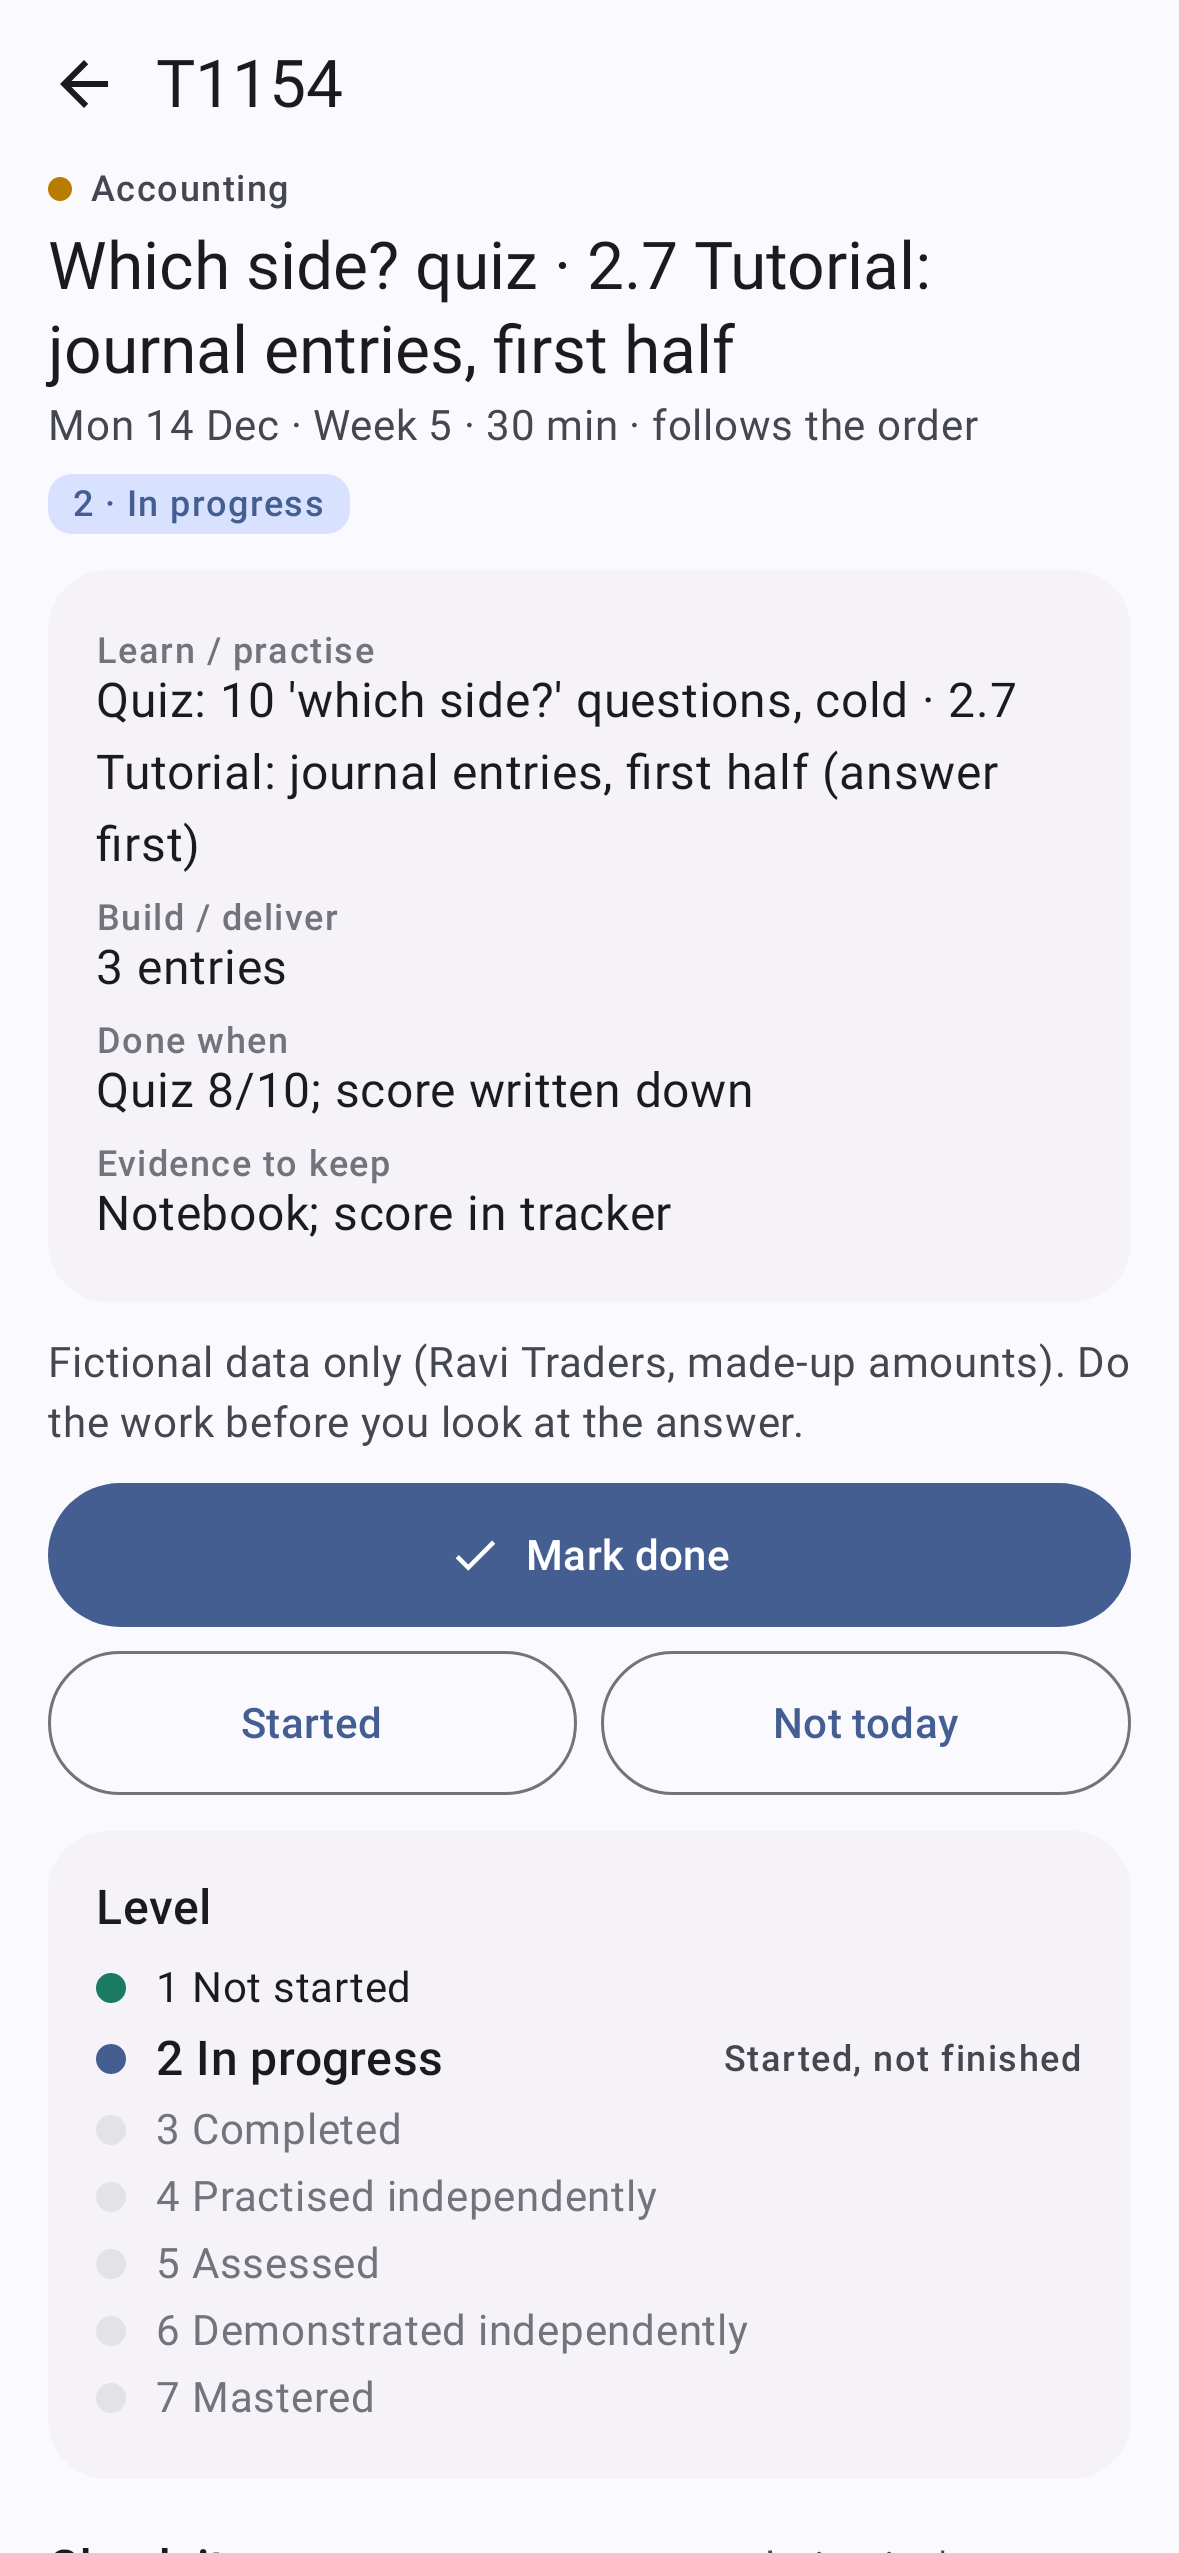 T1154
Accounting
Which side? quiz · 2.7 Tutorial:
journal entries, first half
Mon 14 Dec · Week 5 · 30 min · follows the order
2 · In progress
Learn / practise
Quiz: 10 'which side?' questions, cold · 2.7
Tutorial: journal entries, first half (answer
first)
Build / deliver
3 entries
Done when
Quiz 8/10; score written down
Evidence to keep
Notebook; score in tracker
Fictional data only (Ravi Traders, made-up amounts). Do
the work before you look at the answer.
Mark done
Started
Not today
Level
1 Not started
2 In progress
Started, not finished
3 Completed
4 Practised independently
5 Assessed
6 Demonstrated independently
7 Mastered